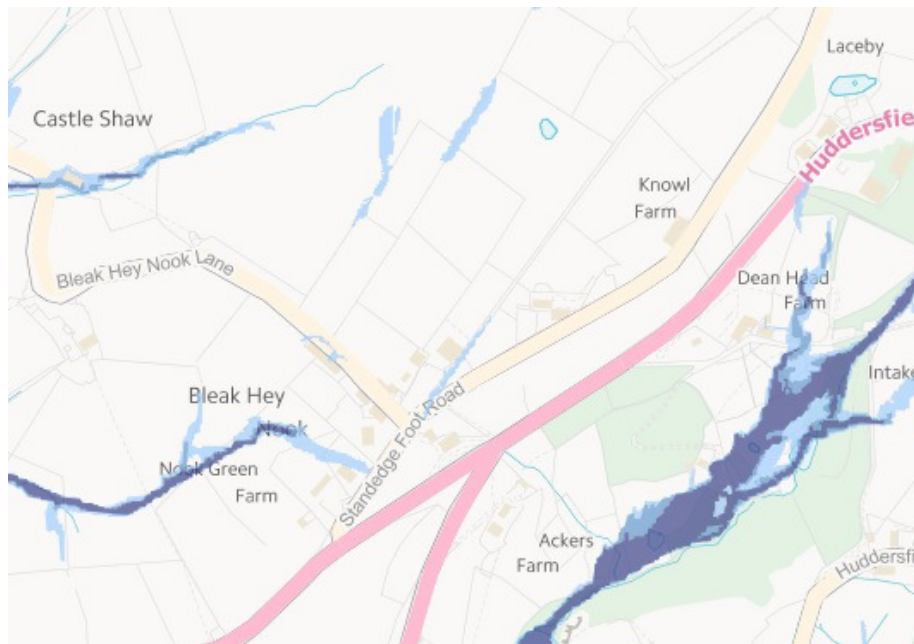 Laceby
Castle Shaw
Huddersfie
Knowl
Farm
Bleak Hey Nook Lane
Dean Head
Farm
Intake
Bleak Hey
Nook
Standedge Foot Road
Nook Green
Farm
Ackers
Farm
Huddersfi